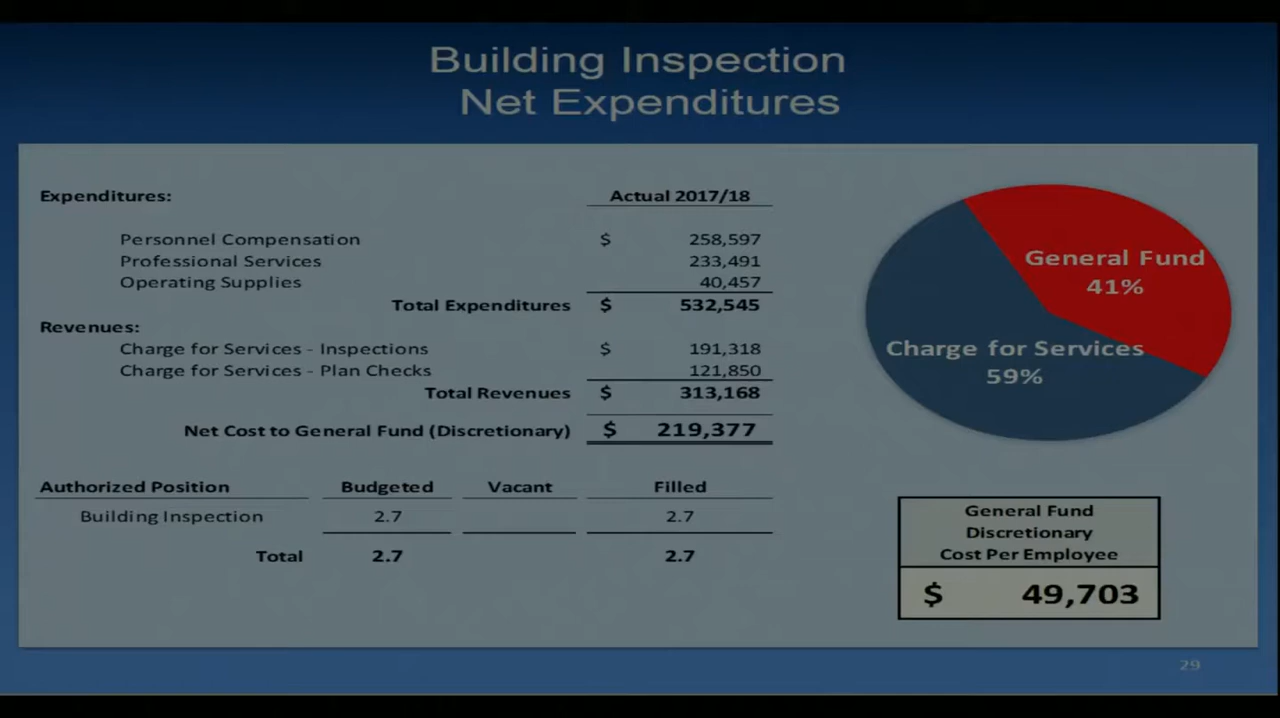 Building Inspection
Net Expenditures
Expenditures: Actual 2017/18
Personnel Compensation $ 258,597
Professional Services 233,491
Operating Supplies 40,457
Total Expenditures $ 532,545
Revenues:
Charge for Services - Inspections $ 191,318
Charge for Services - Plan Checks 121,850
Total Revenues $ 313,168
Net Cost to General Fund (Discretionary) $ 219,377
Authorized Position Budgeted Vacant Filled
Building Inspection 2.7 2.7
Total 2.7 2.7
General Fund
41%
Charge for Services
59%
General Fund
Discretionary
Cost Per Employee
$ 49,703
29